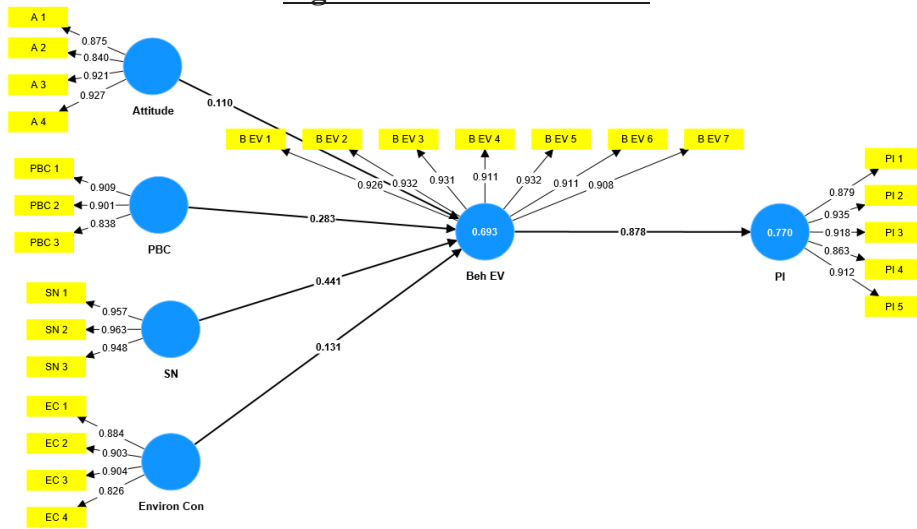 A 1
A 2
A 3
A 4
0.875
0.840
0.921
0.927
Attitude
0.110
PBC 1
PBC 2
PBC 3
0.909
0.901
0.838
PBC
0.283
SN 1
SN 2
SN 3
0.957
0.963
0.948
SN
0.441
EC 1
EC 2
EC 3
EC 4
0.884
0.903
0.904
0.826
Environ Con
0.131
B EV 1
B EV 2
B EV 3
B EV 4
B EV 5
B EV 6
B EV 7
0.926
0.932
0.931
0.911
0.932
0.911
0.908
0.693
Beh EV
0.878
0.770
PI
PI 1
PI 2
PI 3
PI 4
PI 5
0.879
0.935
0.918
0.863
0.912